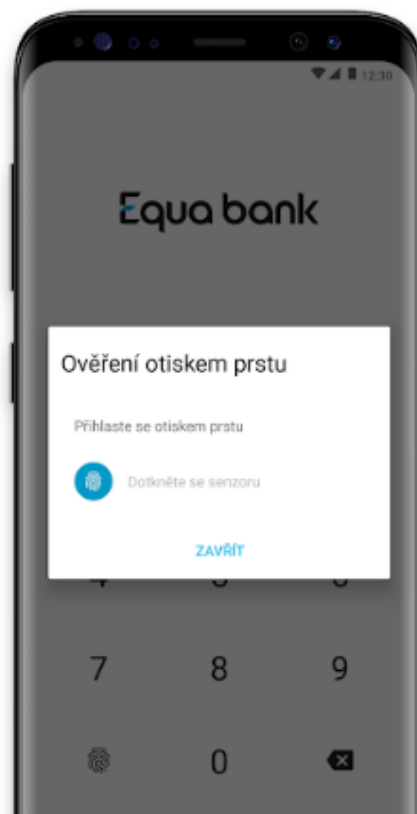 12:30
Equa bank
Ověření otiskem prstu
Přihlaste se otiskem prstu
Dotkněte se senzoru
ZAVŘÍT
7 8 9
0